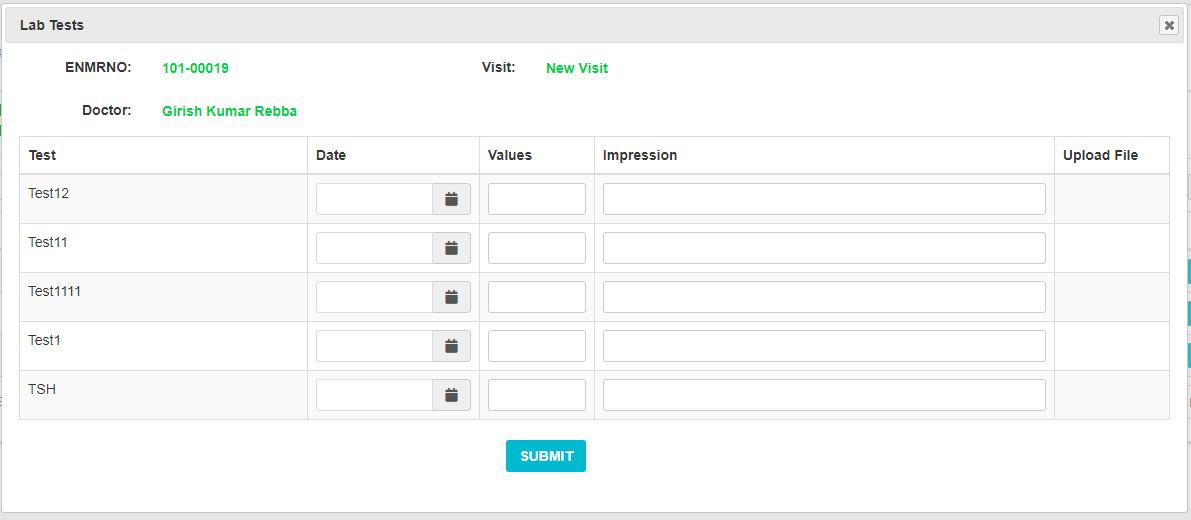 Lab Tests
ENMRNO: 101-00019 Visit: New Visit
Doctor: Girish Kumar Rebba
Test Date Values Impression Upload File
Test12
Test11
Test1111
Test1
TSH
SUBMIT